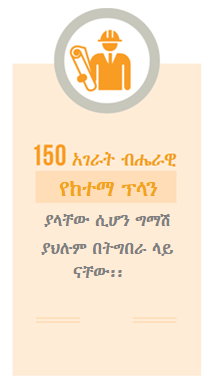 150 አገራት ብሔራዊ
የከተማ ፕላን
ያላቸው ሲሆን ግማሽ
ያህሉም በትግበራ ላይ
ናቸው፡፡